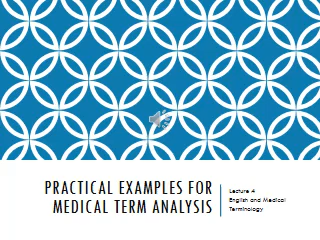 PRACTICAL EXAMPLES FOR
MEDICAL TERM ANALYSIS
Lecture 4
English and Medical
Terminology